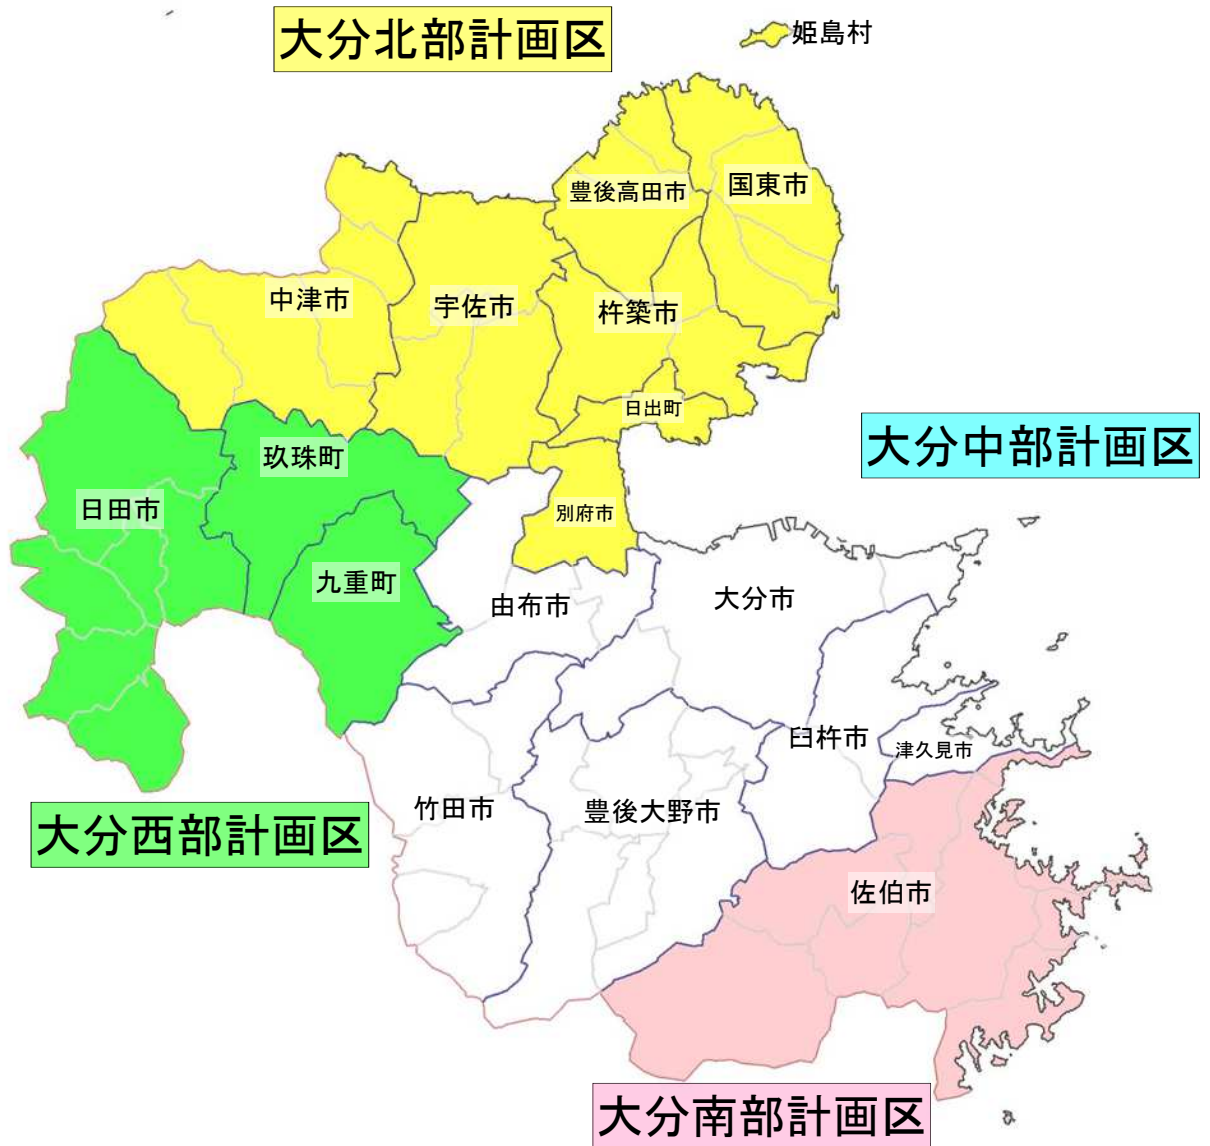 大分北部計画区
姫島村
豊後高田市
国東市
中津市
宇佐市
杵築市
日出町
大分中部計画区
玖珠町
日田市
別府市
九重町
由布市
大分市
臼杵市
津久見市
竹田市
豊後大野市
大分西部計画区
佐伯市
大分南部計画区